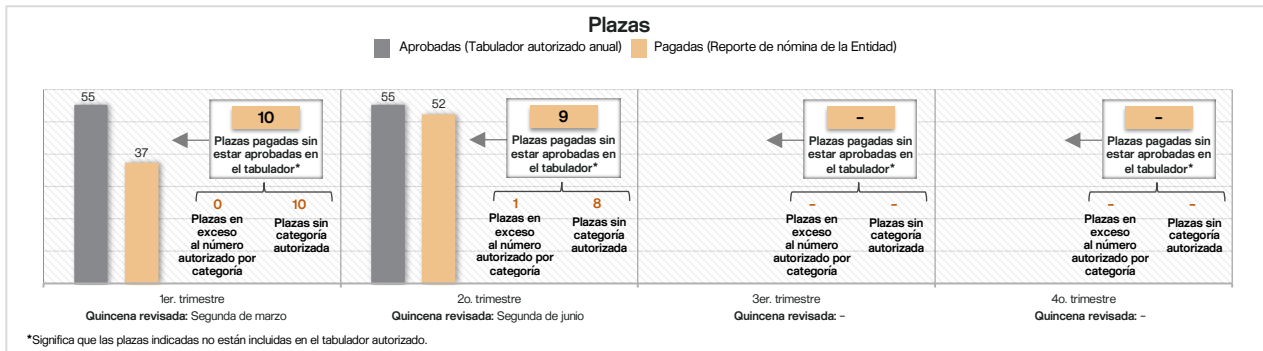 Plazas
Aprobadas (Tabulador autorizado anual) Pagadas (Reporte de nómina de la Entidad)
55
37
10
Plazas pagadas sin
estar aprobadas en
el tabulador*
0 10
Plazas en
exceso
al número
autorizado por
categoría
Plazas sin
categoría
autorizada
1er. trimestre
Quincena revisada: Segunda de marzo
55
52
9
Plazas pagadas sin
estar aprobadas en
el tabulador*
1 8
Plazas en
exceso
al número
autorizado por
categoría
Plazas sin
categoría
autorizada
2o. trimestre
Quincena revisada: Segunda de junio
-
Plazas pagadas sin
estar aprobadas en
el tabulador*
- -
Plazas en
exceso
al número
autorizado por
categoría
Plazas sin
categoría
autorizada
3er. trimestre
Quincena revisada: -
-
Plazas pagadas sin
estar aprobadas en
el tabulador*
- -
Plazas en
exceso
al número
autorizado por
categoría
Plazas sin
categoría
autorizada
4o. trimestre
Quincena revisada: -
*Significa que las plazas indicadas no están incluidas en el tabulador autorizado.